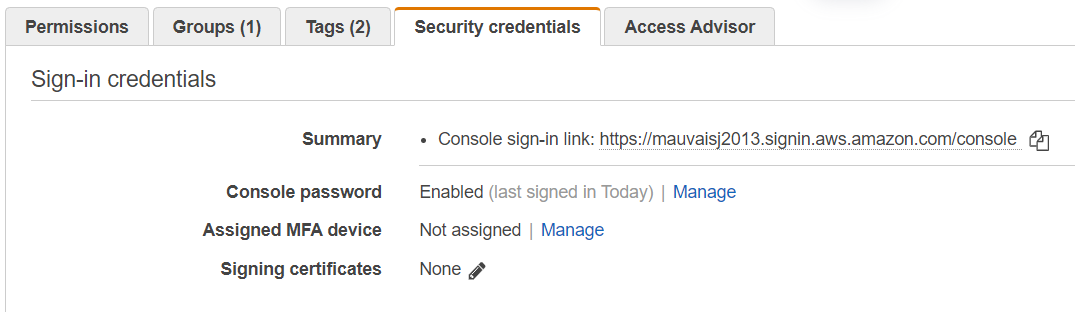 Permissions Groups (1) Tags (2) Security credentials Access Advisor
Sign-in credentials
Summary • Console sign-in link: https://mauvaisj2013.signin.aws.amazon.com/console
Console password Enabled (last signed in Today) | Manage
Assigned MFA device Not assigned | Manage
Signing certificates None